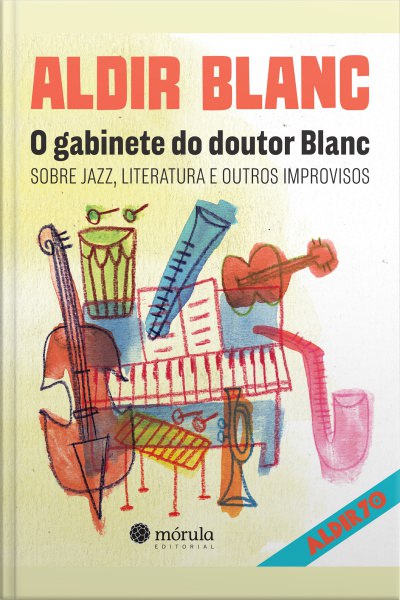 ALDIR BLANC
O gabinete do doutor Blanc
SOBRE JAZZ, LITERATURA E OUTROS IMPROVISOS
mórula
EDITORIAL
ALDIR 70